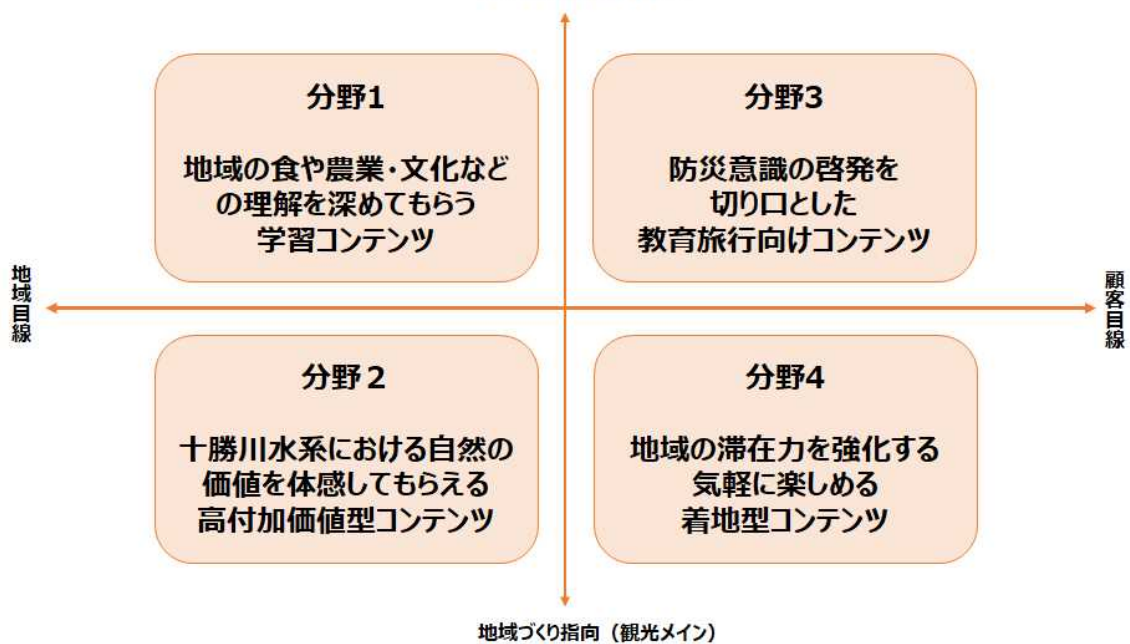 分野1
地域の食や農業・文化など
の理解を深めてもらう
学習コンテンツ
分野3
防災意識の啓発を
切り口とした
教育旅行向けコンテンツ
地域目線
顧客目線
分野2
十勝川水系における自然の
価値を体感してもらえる
高付加価値型コンテンツ
分野4
地域の滞在力を強化する
気軽に楽しめる
着地型コンテンツ
地域づくり指向（観光メイン）